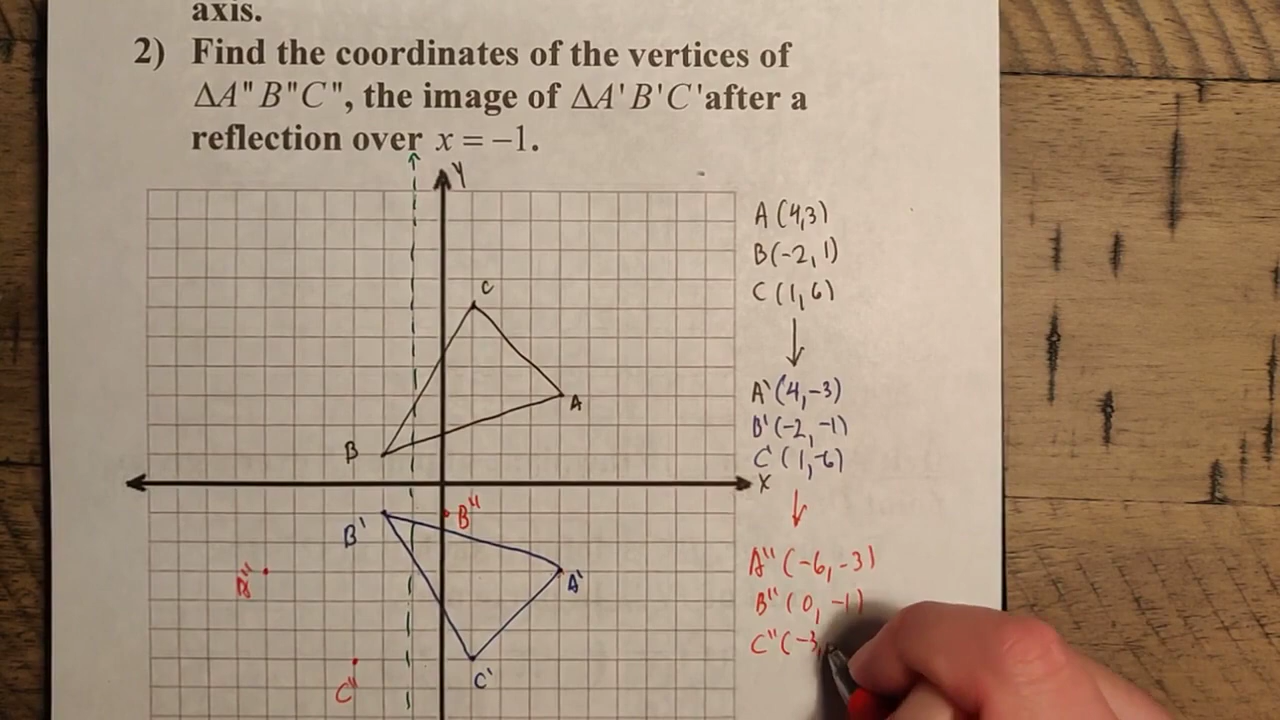 axis.
2) Find the coordinates of the vertices of
ΔA"B"C", the image of ΔA'B'C'after a
reflection over x = −1.
Y
A (4,3)
B(-2, 1)
C (1, 6)
C
A
B
A'(4,-3)
B'(-2, -1)
C'(1,-6)
X
B'
B"
A"
A'
C'
C"
A"(-6, -3)
B"(0, -1)
C"(-3,